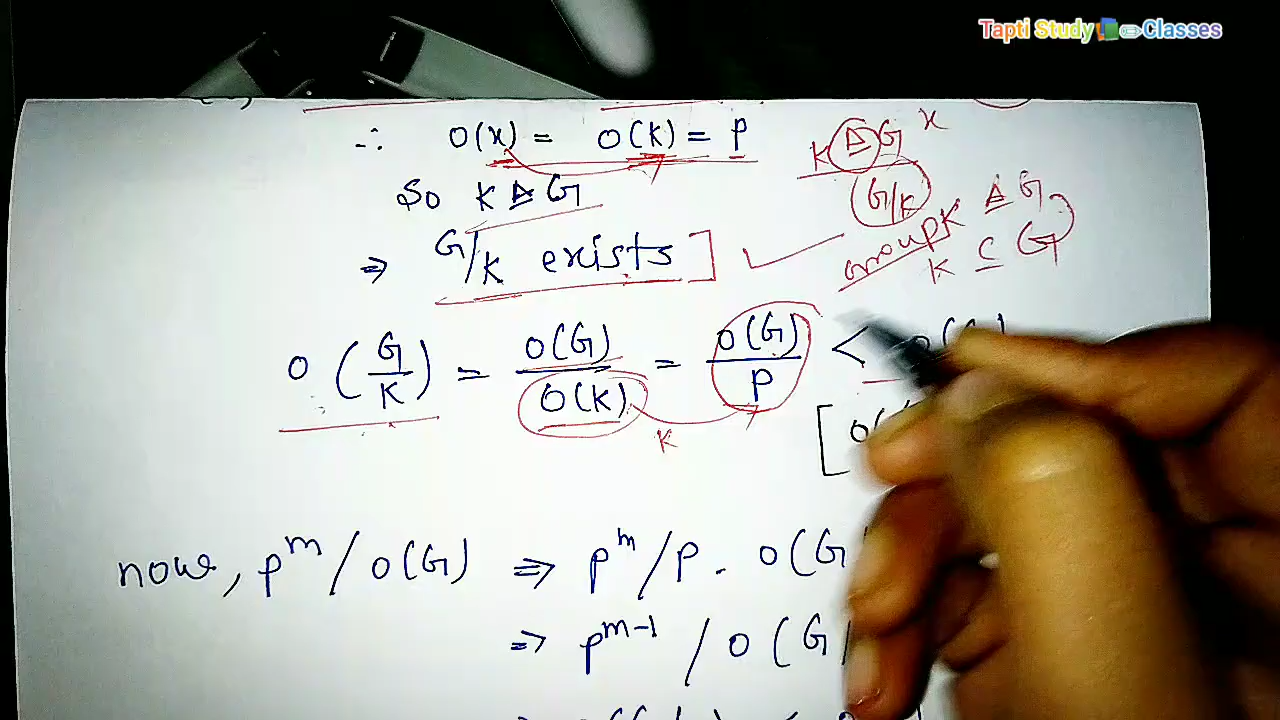 Tapti Study Classes
∴ O(x) = O(K) = P
K ⊴ G x
So K ⊴ G
G/K
group K ⊴ G
⇒ G/K exists ]
K ⊆ G
O (G/K) = O(G)/O(K) = O(G)/P < O(G)
K
[O(
now, p^m / O(G) ⇒ p^m / P . O(G
⇒ p^m-1 / O(G/